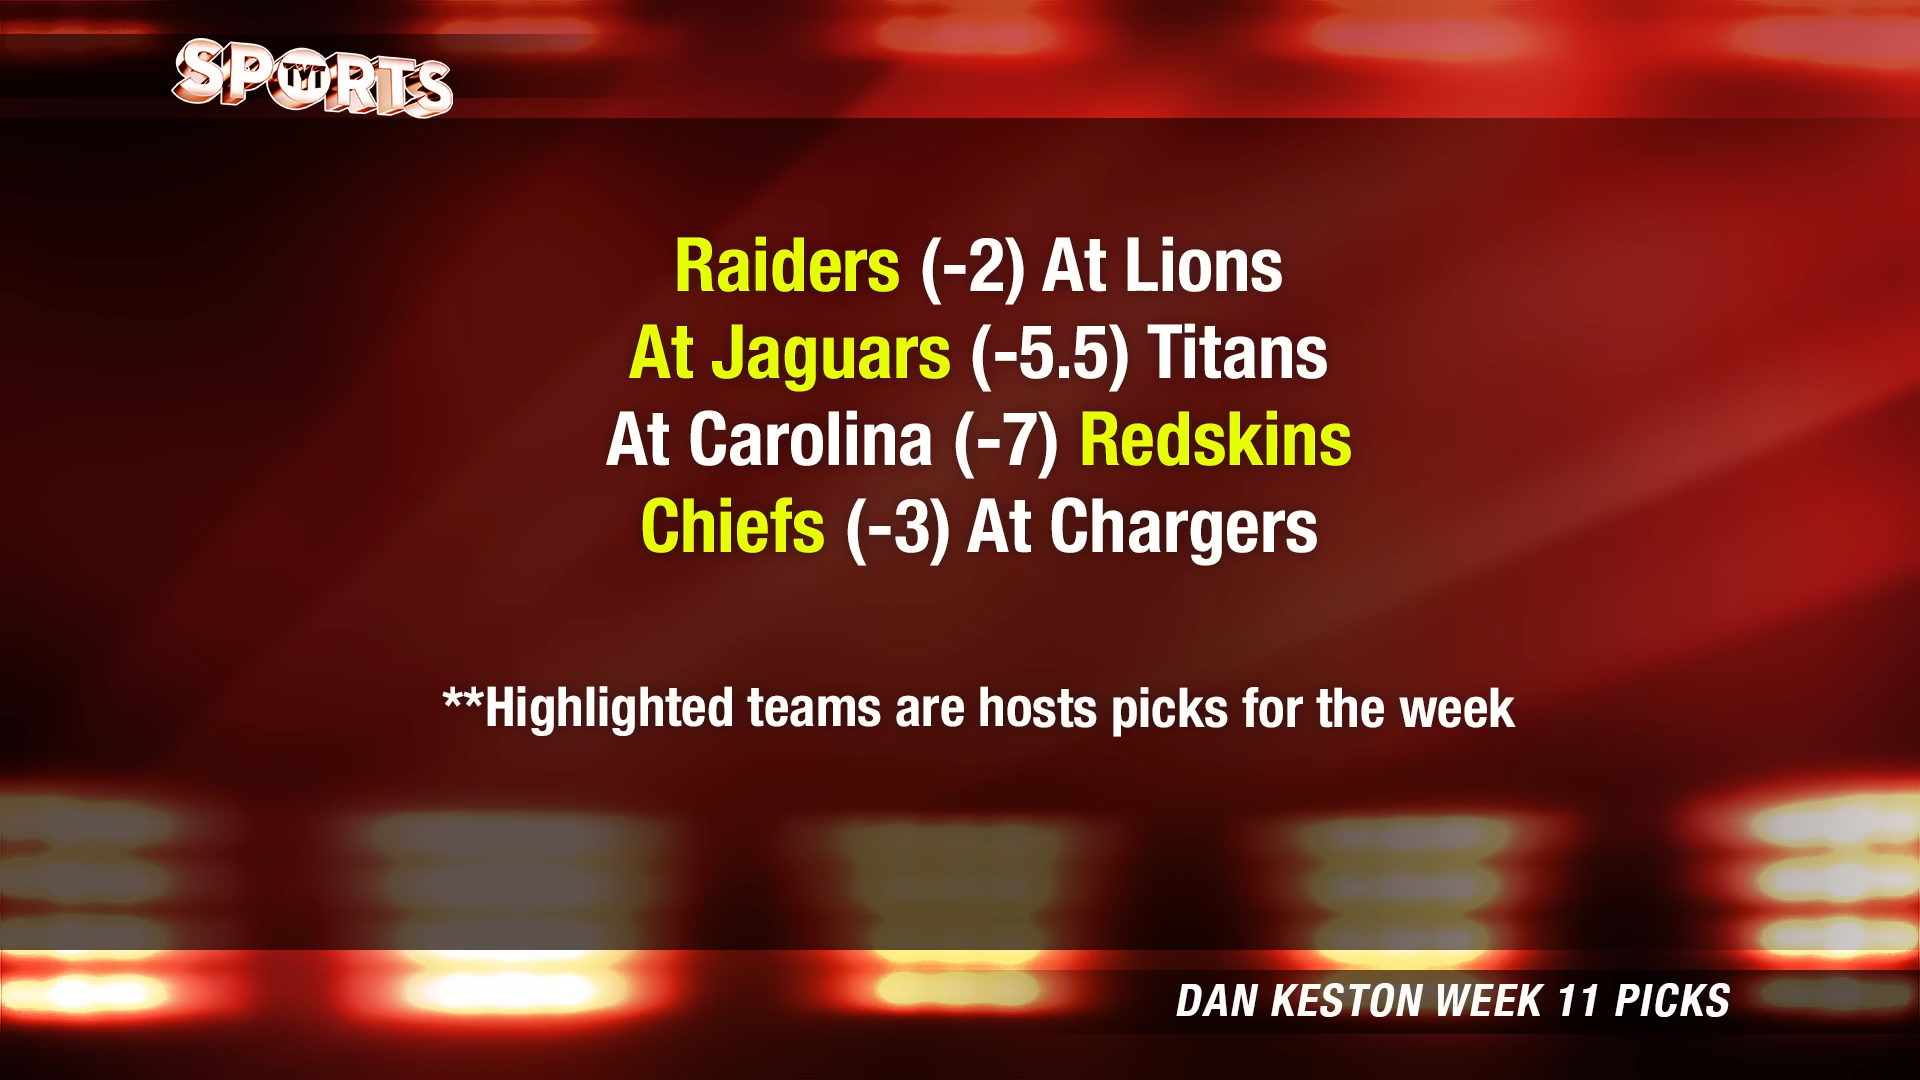 SPORTS
TYT
Raiders (-2) At Lions
At Jaguars (-5.5) Titans
At Carolina (-7) Redskins
Chiefs (-3) At Chargers
**Highlighted teams are hosts picks for the week
DAN KESTON WEEK 11 PICKS